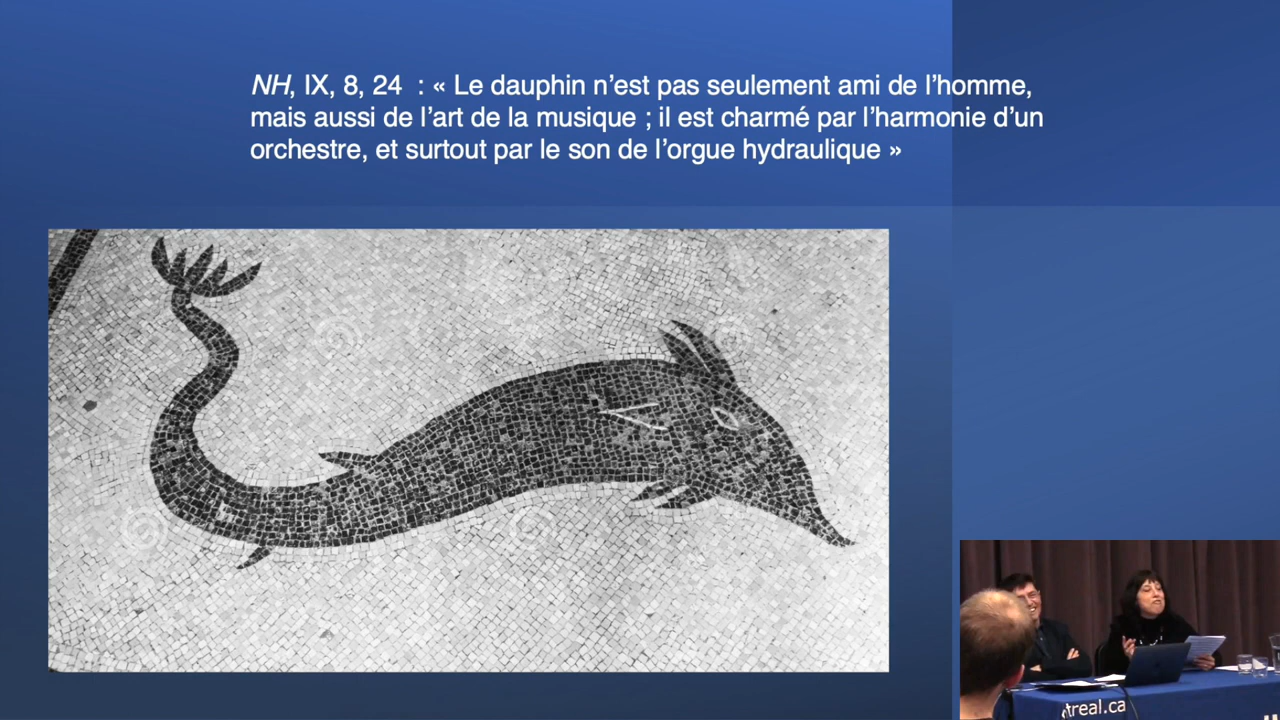 NH, IX, 8, 24 : « Le dauphin n’est pas seulement ami de l’homme,
mais aussi de l’art de la musique ; il est charmé par l’harmonie d’un
orchestre, et surtout par le son de l’orgue hydraulique »
treal.ca